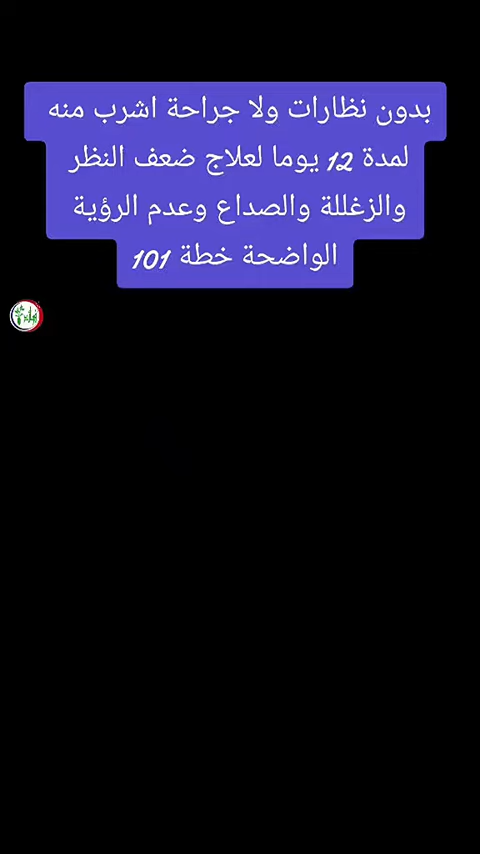 بدون نظارات ولا جراحة اشرب منه
لمدة 12 يوما لعلاج ضعف النظر
والزغللة والصداع وعدم الرؤية
الواضحة خطة 101